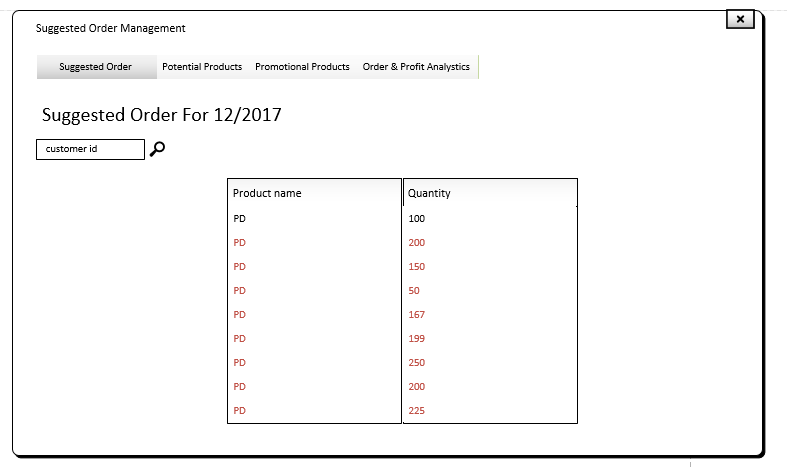 Suggested Order Management
Suggested Order Potential Products Promotional Products Order & Profit Analystics
Suggested Order For 12/2017
customer id
Product name Quantity
PD 100
PD 200
PD 150
PD 50
PD 167
PD 199
PD 250
PD 200
PD 225